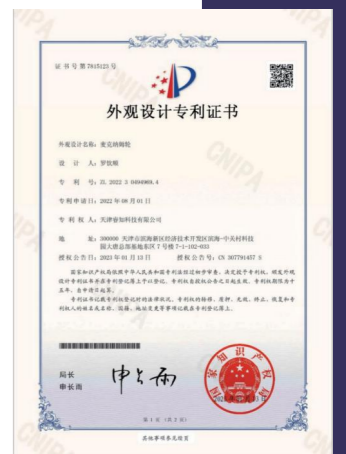 证书号第7815123号
外观设计专利证书
外观设计名称：麦克纳姆轮
设 计 人：罗钦顺
专 利 号：ZL 2022 3 0494969.4
专利申请日：2022年08月01日
专 利 权 人：天津睿知科技有限公司
地 址：300000 天津市滨海新区经济技术开发区滨海-中关村科技
园大唐总部基地东区7号楼7-1-102-033
授权公告日：2023年01月13日 授权公告号：CN 307791457 S
国家知识产权局依照中华人民共和国专利法经过初步审查，决定授予专利权，颁发外观
设计专利证书并在专利登记簿上予以登记。专利权自授权公告之日起生效。专利权期限为十
五年，自申请日起算。
专利证书记载专利权登记时的法律状况。专利权的转移、质押、无效、终止、恢复和专
利权人的姓名或名称、国籍、地址变更等事项记载在专利登记簿上。
局长
申长雨
申长雨
第 1 页 (共 2 页)
其他事项参见续页
CNIPA